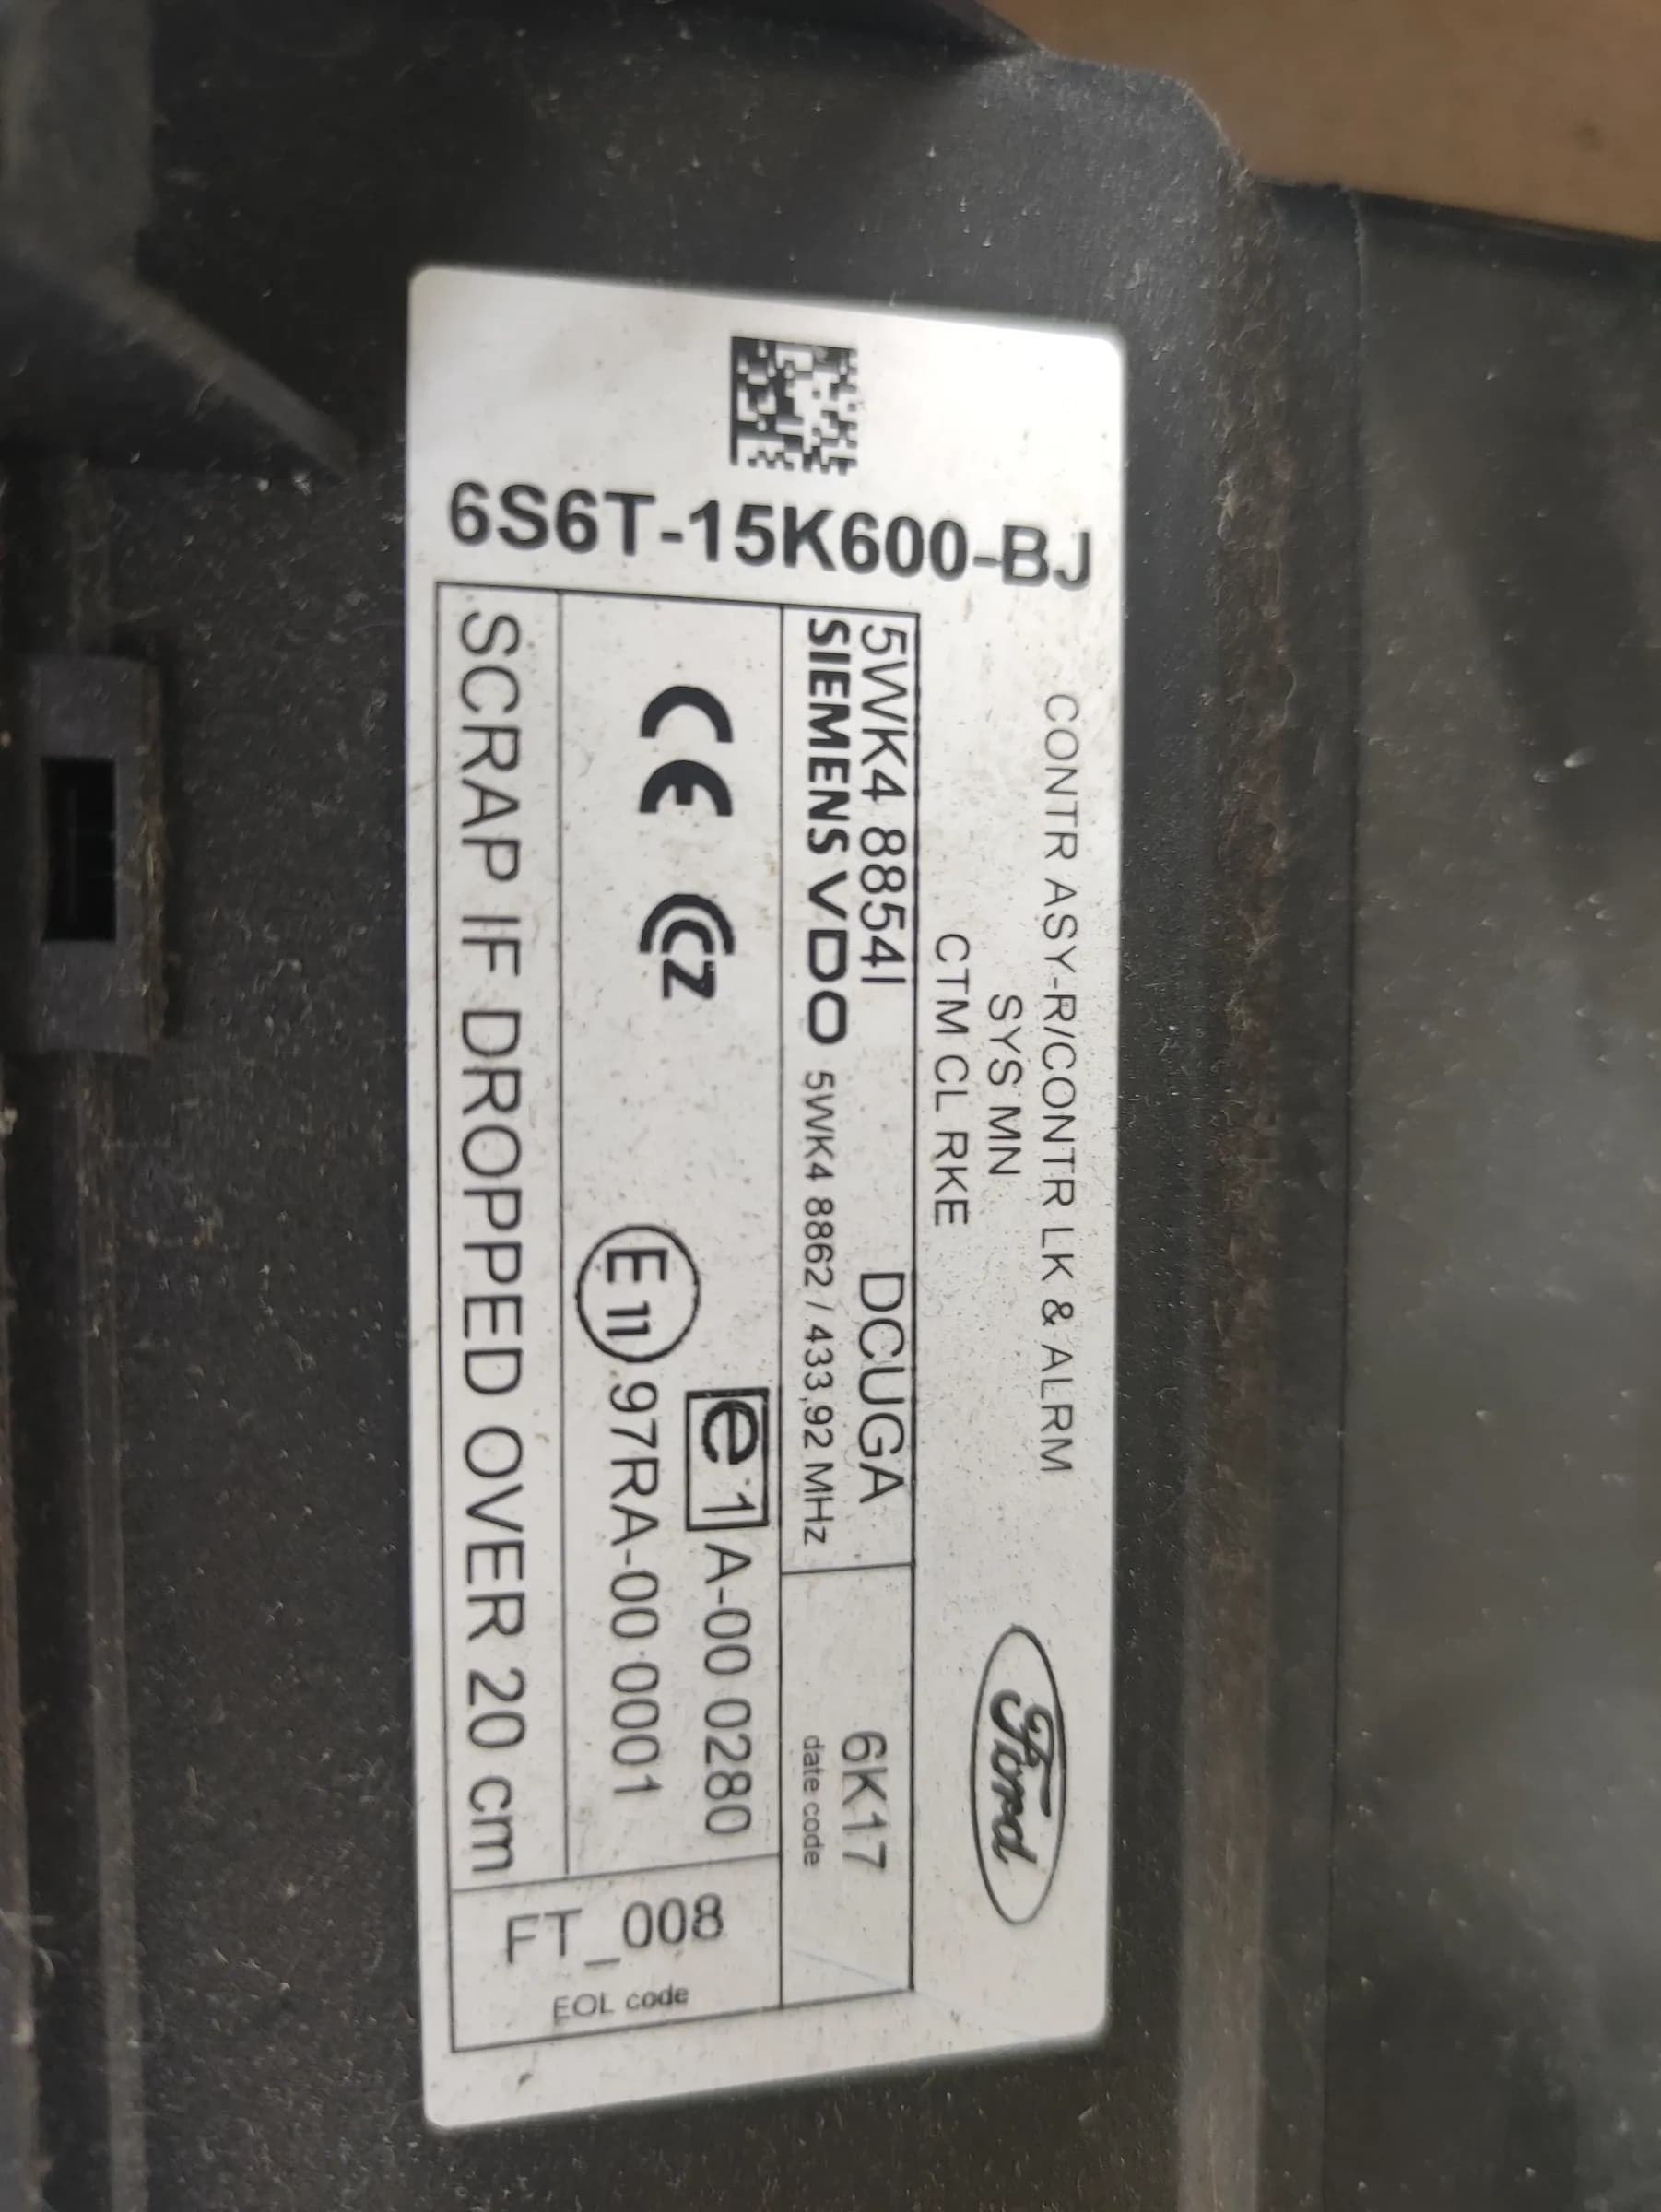 CONTR ASY-R/CONTR LK & ALRM
SYS MN
CTM CL RKE
Ford
6S6T-15K600-BJ
5WK4 8854I DCUGA
SIEMENS VDO 5WK4 8862 / 433,92 MHz
6K17
date code
CE CCZ
e1 A-00 0280
E11 97RA-00 0001
SCRAP IF DROPPED OVER 20 cm
FT_008
EOL code